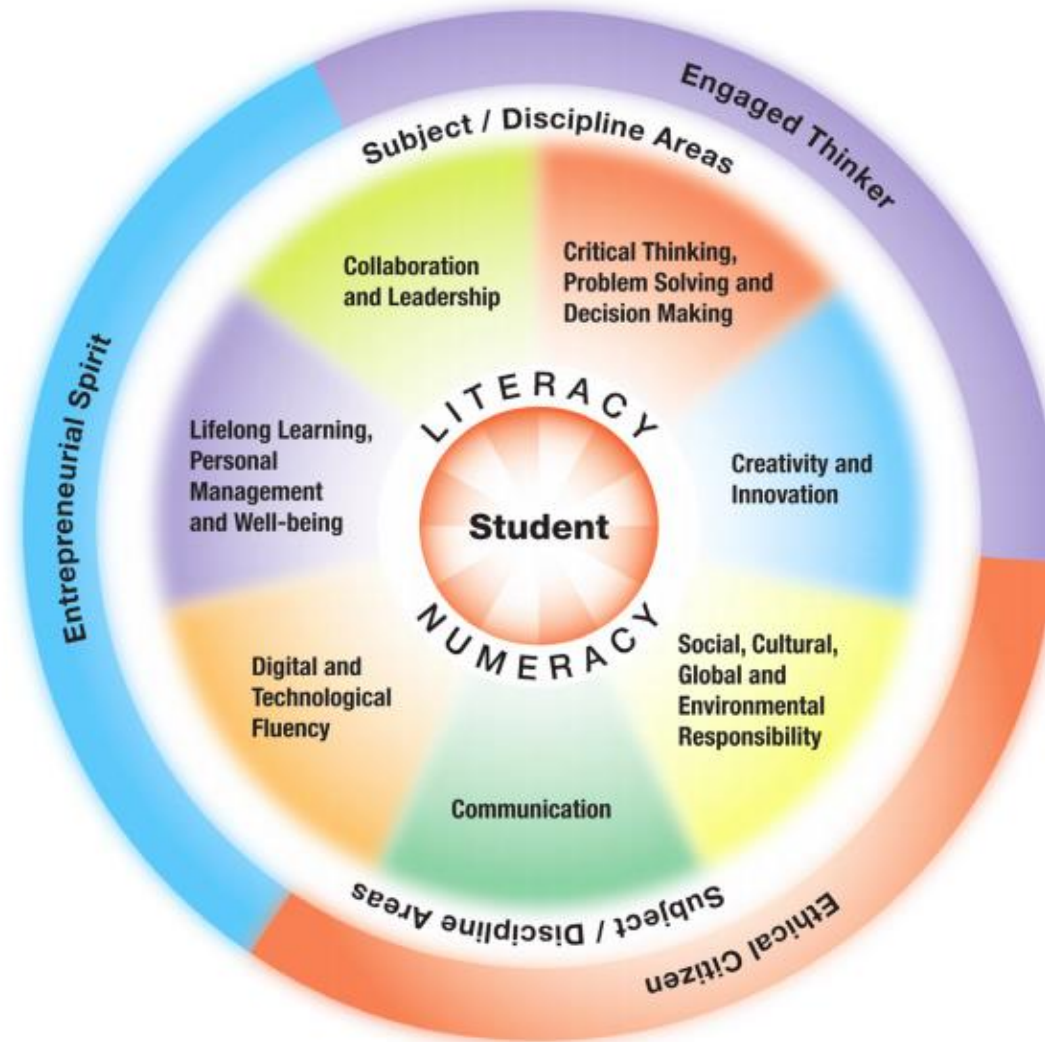 Engaged Thinker
Subject / Discipline Areas
Collaboration
and Leadership
Critical Thinking,
Problem Solving and
Decision Making
Entrepreneurial Spirit
Lifelong Learning,
Personal
Management
and Well-being
LITERACY
Student
NUMERACY
Creativity and
Innovation
Digital and
Technological
Fluency
Social, Cultural,
Global and
Environmental
Responsibility
Communication
Subject / Discipline Areas
Ethical Citizen